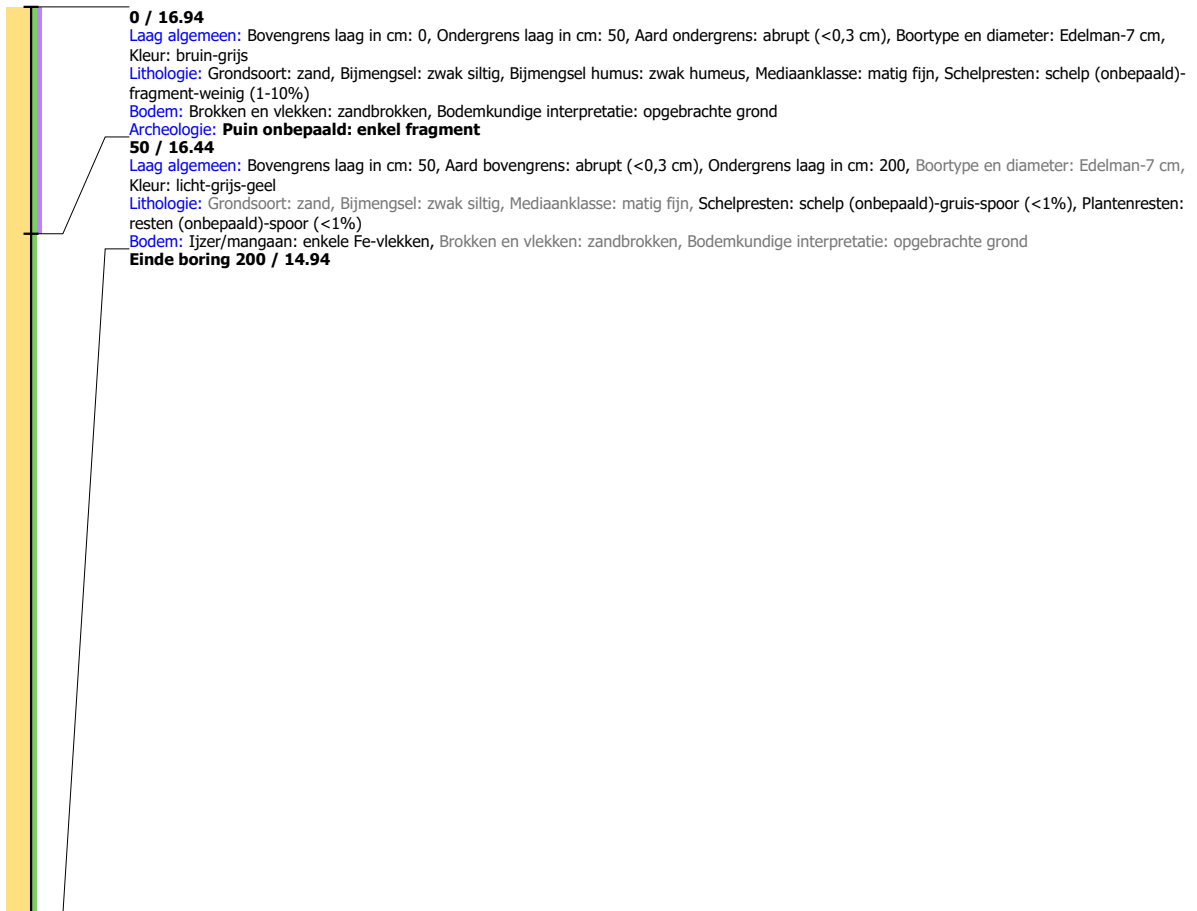 0 / 16.94
Laag algemeen: Bovengrens laag in cm: 0, Ondergrens laag in cm: 50, Aard ondergrens: abrupt (<0,3 cm), Boortype en diameter: Edelman-7 cm,
Kleur: bruin-grijs
Lithologie: Grondsoort: zand, Bijmengsel: zwak siltig, Bijmengsel humus: zwak humeus, Mediaanklasse: matig fijn, Schelpresten: schelp (onbepaald)-
fragment-weinig (1-10%)
Bodem: Brokken en vlekken: zandbrokken, Bodemkundige interpretatie: opgebrachte grond
Archeologie: Puin onbepaald: enkel fragment
50 / 16.44
Laag algemeen: Bovengrens laag in cm: 50, Aard bovengrens: abrupt (<0,3 cm), Ondergrens laag in cm: 200, Boortype en diameter: Edelman-7 cm,
Kleur: licht-grijs-geel
Lithologie: Grondsoort: zand, Bijmengsel: zwak siltig, Mediaanklasse: matig fijn, Schelpresten: schelp (onbepaald)-gruis-spoor (<1%), Plantenresten:
resten (onbepaald)-spoor (<1%)
Bodem: Ijzer/mangaan: enkele Fe-vlekken, Brokken en vlekken: zandbrokken, Bodemkundige interpretatie: opgebrachte grond
Einde boring 200 / 14.94